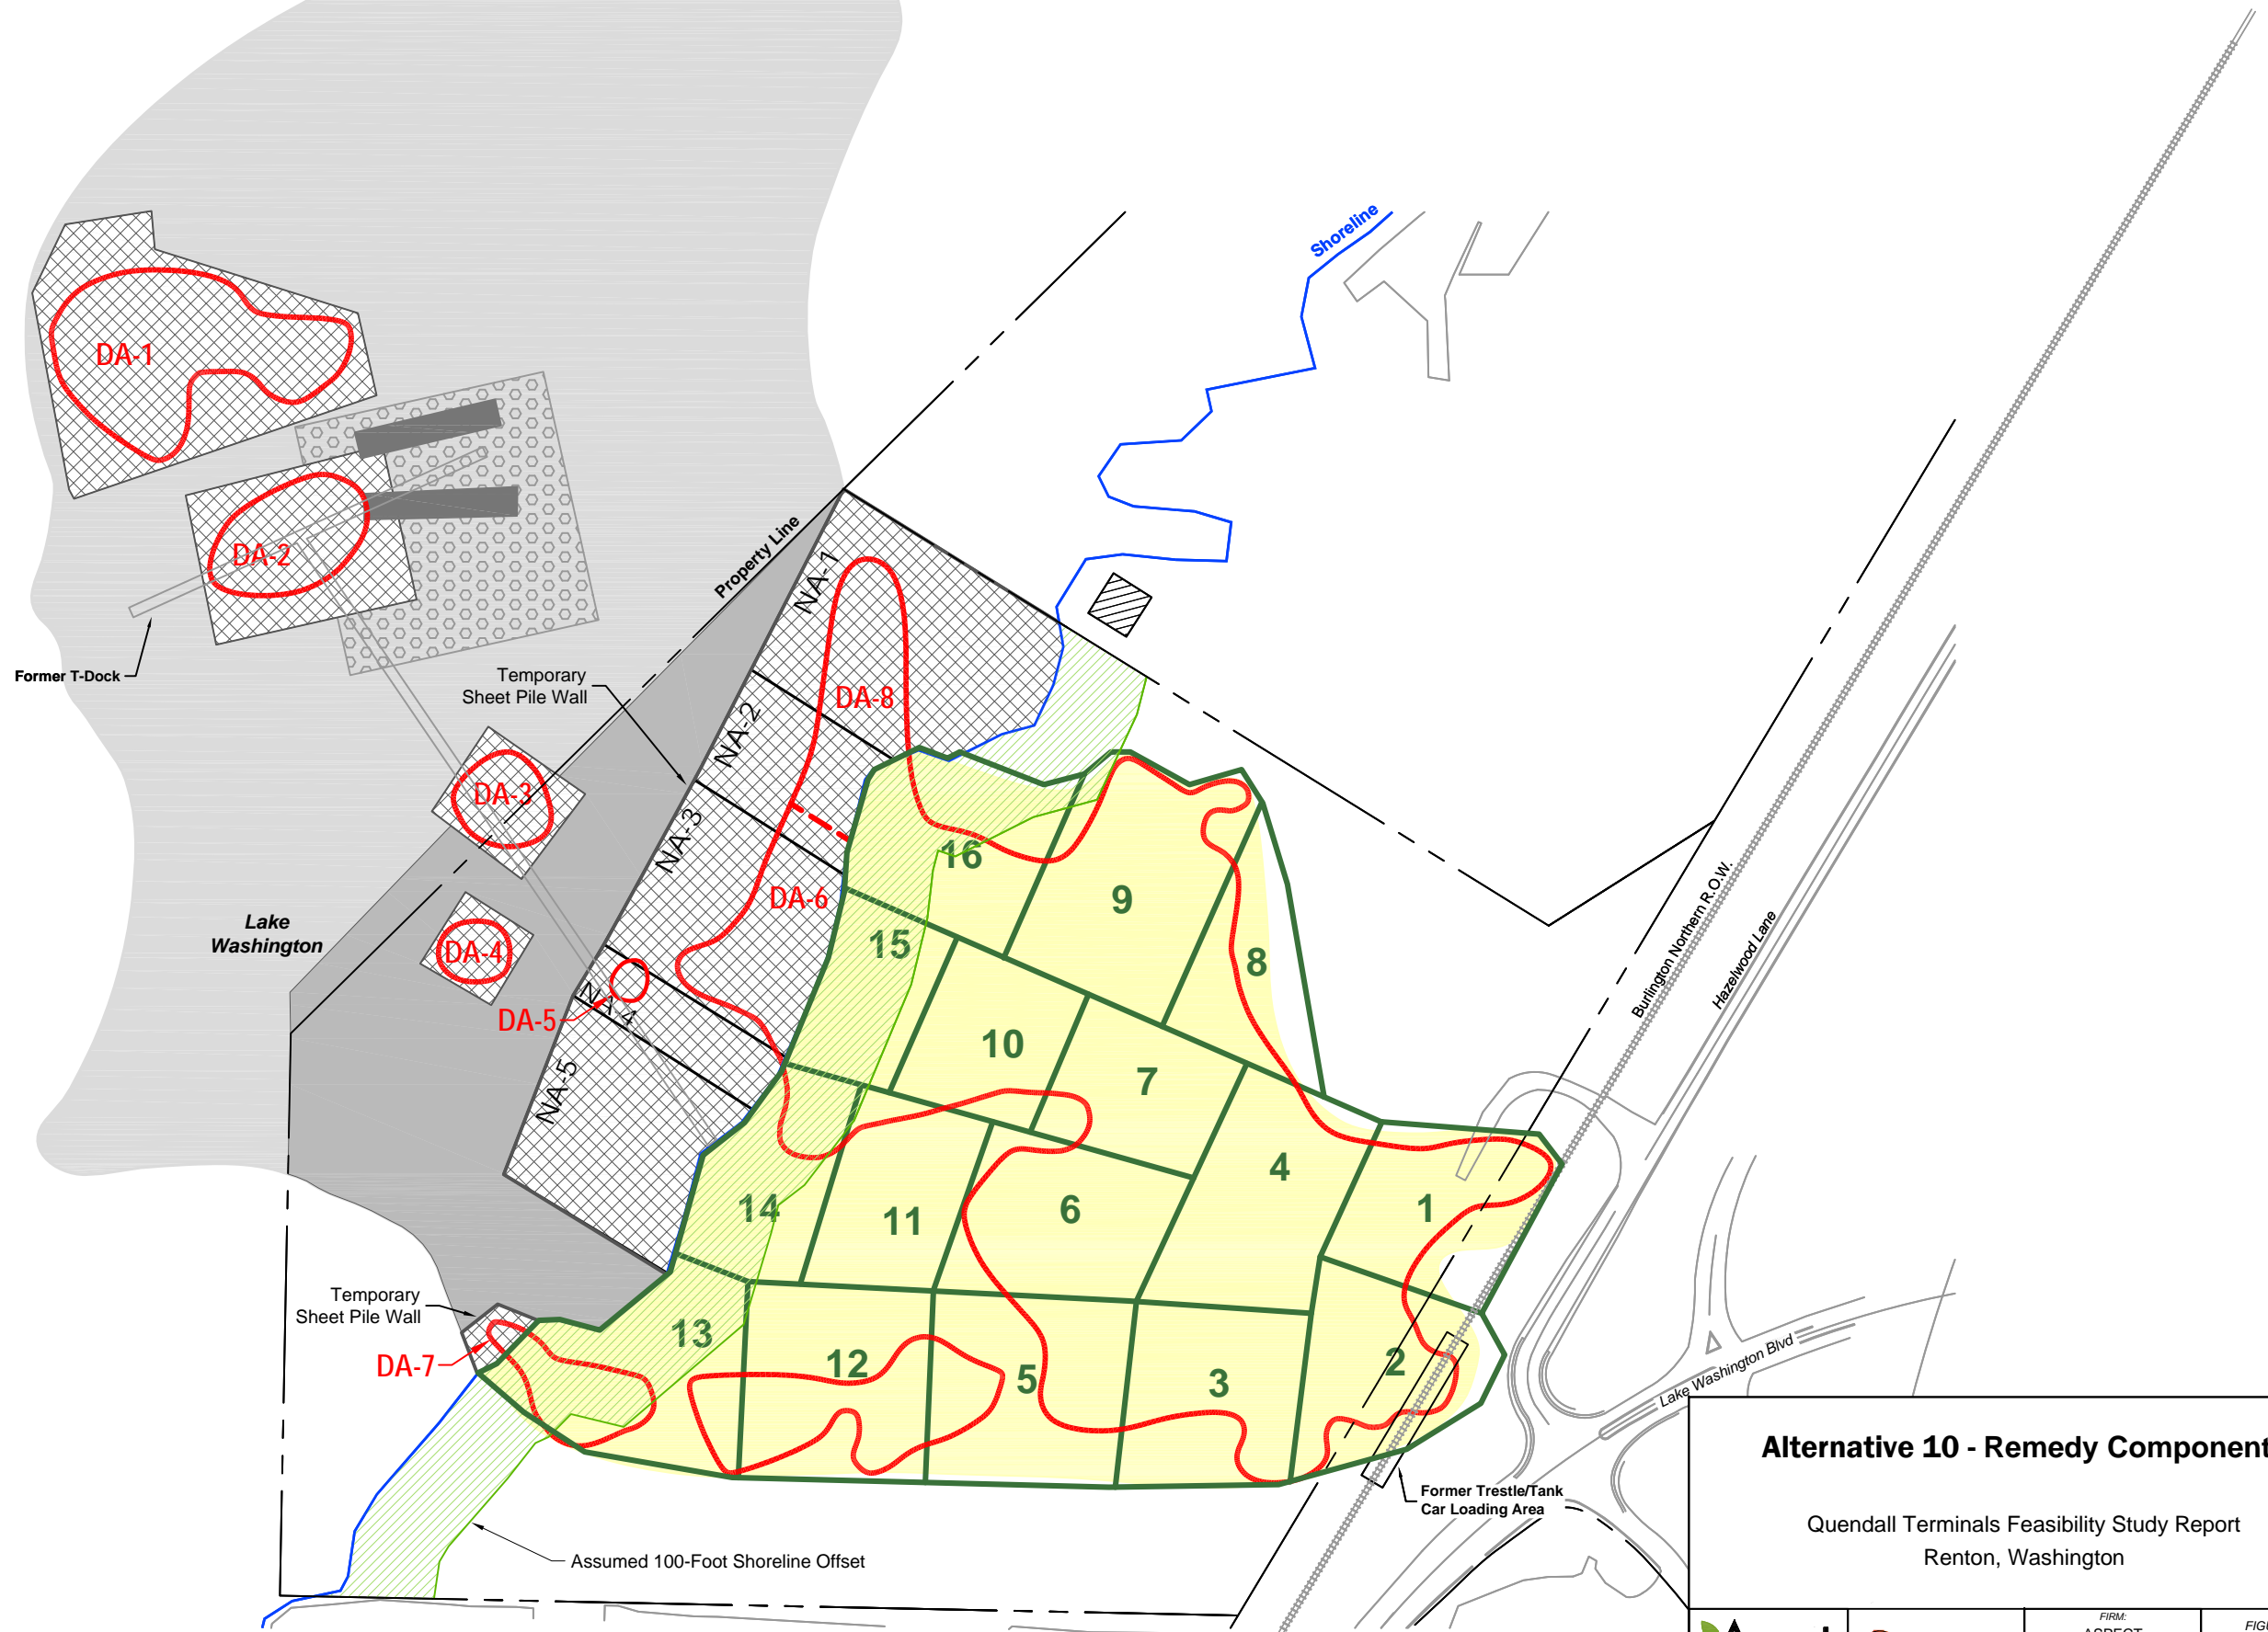 Shoreline
DA-1
DA-2
Property Line
NA-1
Former T-Dock
Temporary
Sheet Pile Wall
DA-8
NA-2
DA-3
NA-3
16
DA-6
9
Lake
Washington
DA-4
15
8
Burlington Northern R.O.W.
Hazelwood Lane
NA-4
DA-5
10
7
NA-5
4
14
11
6
1
Temporary
Sheet Pile Wall
13
DA-7
12
5
3
2
Lake Washington Blvd
Former Trestle/Tank
Car Loading Area
Assumed 100-Foot Shoreline Offset
Alternative 10 - Remedy Component
Quendall Terminals Feasibility Study Report
Renton, Washington
FIRM: